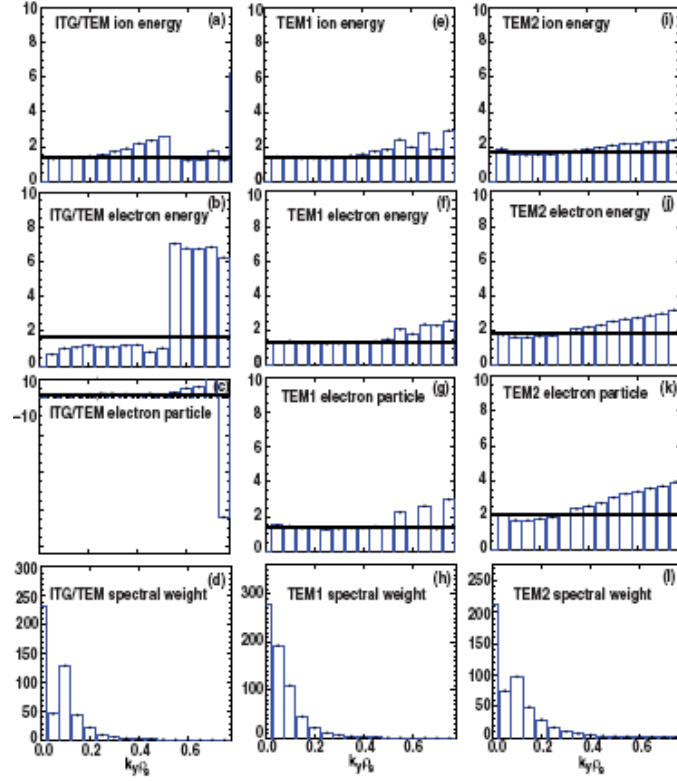 ITG/TEM ion energy
(a)
10
8
6
4
2
0
TEM1 ion energy
(e)
10
8
6
4
2
0
TEM2 ion energy
(i)
10
8
6
4
2
0
ITG/TEM electron energy
(b)
10
8
6
4
2
0
TEM1 electron energy
(f)
10
8
6
4
2
0
TEM2 electron energy
(j)
10
8
6
4
2
0
10
−10
(c)
ITG/TEM electron particle
TEM1 electron particle
(g)
10
8
6
4
2
0
TEM2 electron particle
(k)
10
8
6
4
2
0
ITG/TEM spectral weight
(d)
300
250
200
150
100
50
0
0.0 0.2 0.4 0.6
kyρs
TEM1 spectral weight
(h)
300
200
100
0
0.0 0.2 0.4 0.6
kyρs
TEM2 spectral weight
(l)
200
150
100
50
0
0.0 0.2 0.4 0.6
kyρs